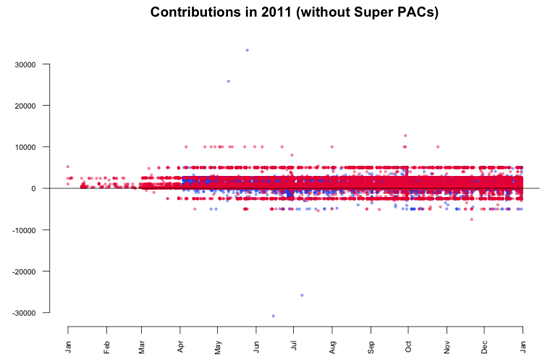 Contributions in 2011 (without Super PACs)
30000
20000
10000
0
-10000
-20000
-30000
Jan
Feb
Mar
Apr
May
Jun
Jul
Aug
Sep
Oct
Nov
Dec
Jan